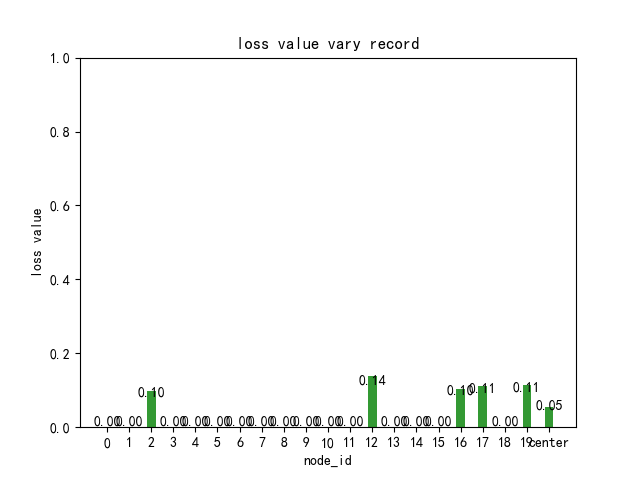 loss value vary record
1.0
0.8
0.6
0.4
0.2
0.0
loss value
0.00 0.00 0.10 0.00 0.00 0.00 0.00 0.00 0.00 0.00 0.00 0.00 0.14 0.00 0.00 0.00 0.10 0.11 0.00 0.11 0.05
0 1 2 3 4 5 6 7 8 9 10 11 12 13 14 15 16 17 18 19 center
node_id